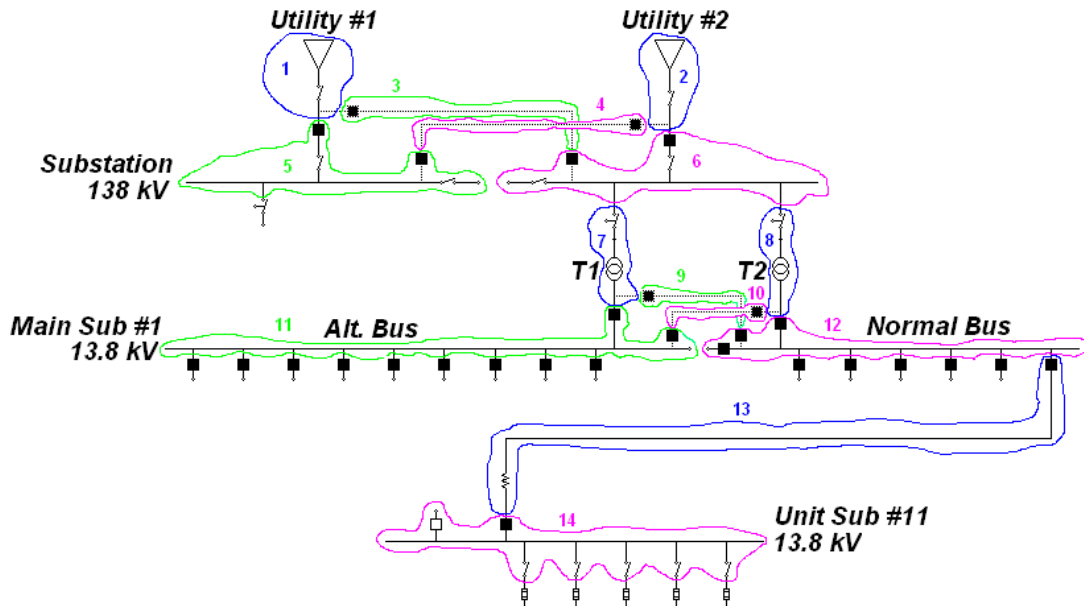 Utility #1
Utility #2
1
2
3
4
Substation
138 kV
5
6
7
8
T1
T2
9
10
Main Sub #1
13.8 kV
11
Alt. Bus
12
Normal Bus
13
14
Unit Sub #11
13.8 kV